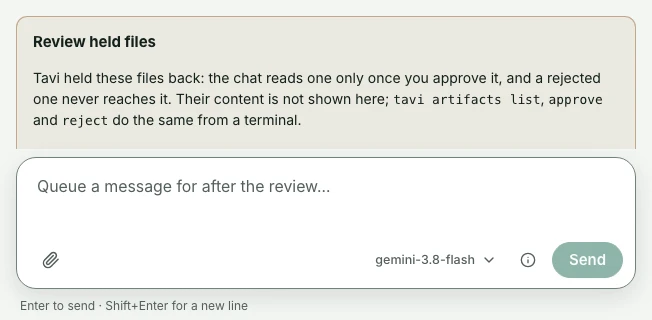 Review held files
Tavi held these files back: the chat reads one only once you approve it, and a rejected
one never reaches it. Their content is not shown here; tavi artifacts list, approve
and reject do the same from a terminal.
Queue a message for after the review...
gemini-3.8-flash
Send
Enter to send · Shift+Enter for a new line